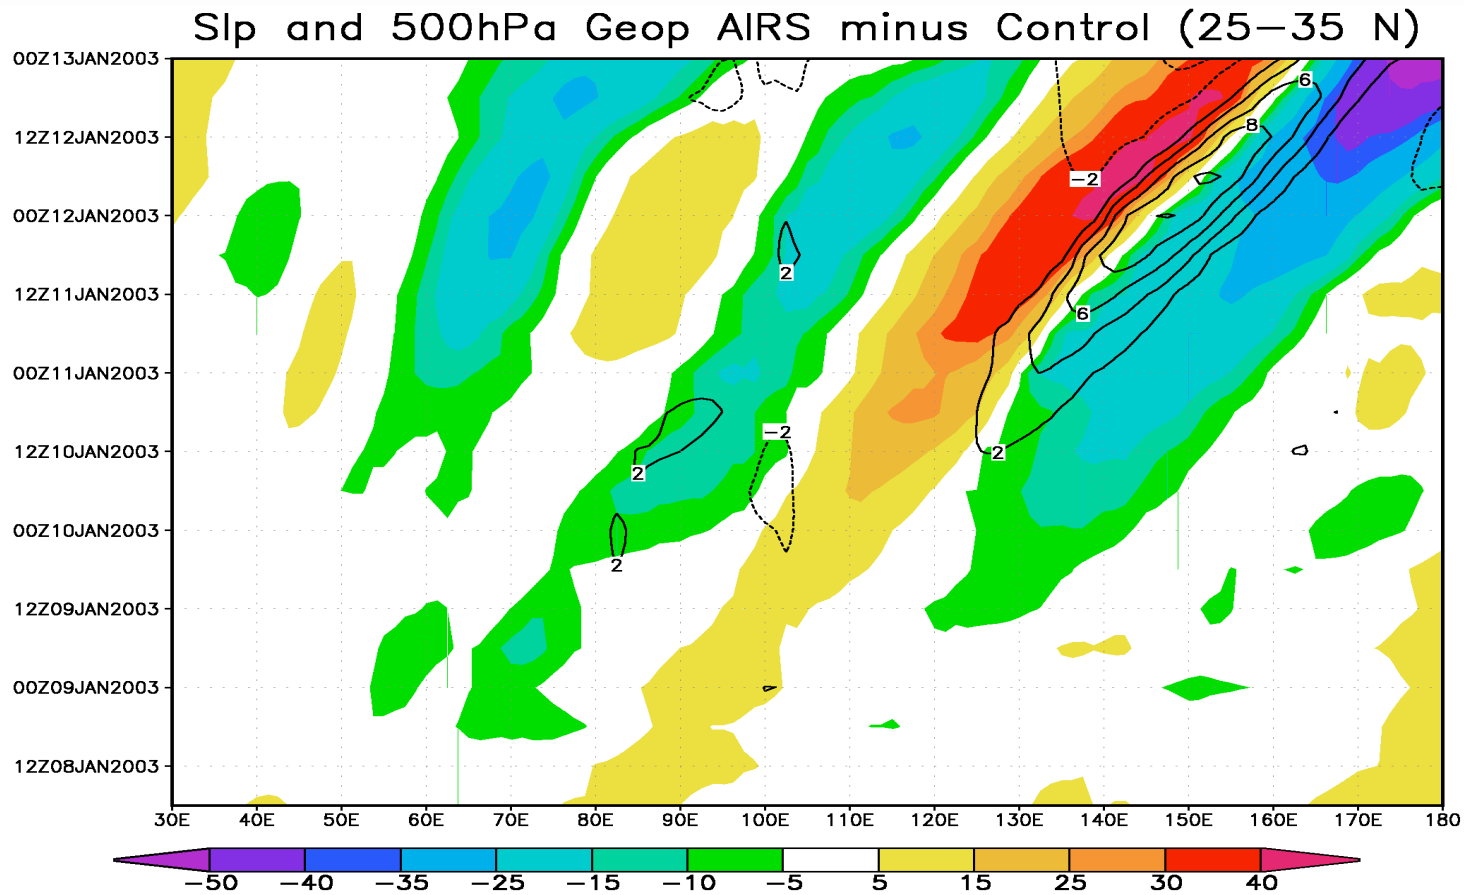 Slp and 500hPa Geop AIRS minus Control (25−35 N)
00Z13JAN2003
6
8
12Z12JAN2003
−2
00Z12JAN2003
2
12Z11JAN2003
6
00Z11JAN2003
−2
12Z10JAN2003
2
2
00Z10JAN2003
2
12Z09JAN2003
00Z09JAN2003
12Z08JAN2003
30E 40E 50E 60E 70E 80E 90E 100E 110E 120E 130E 140E 150E 160E 170E 180
−50 −40 −35 −25 −15 −10 −5 5 15 25 30 40